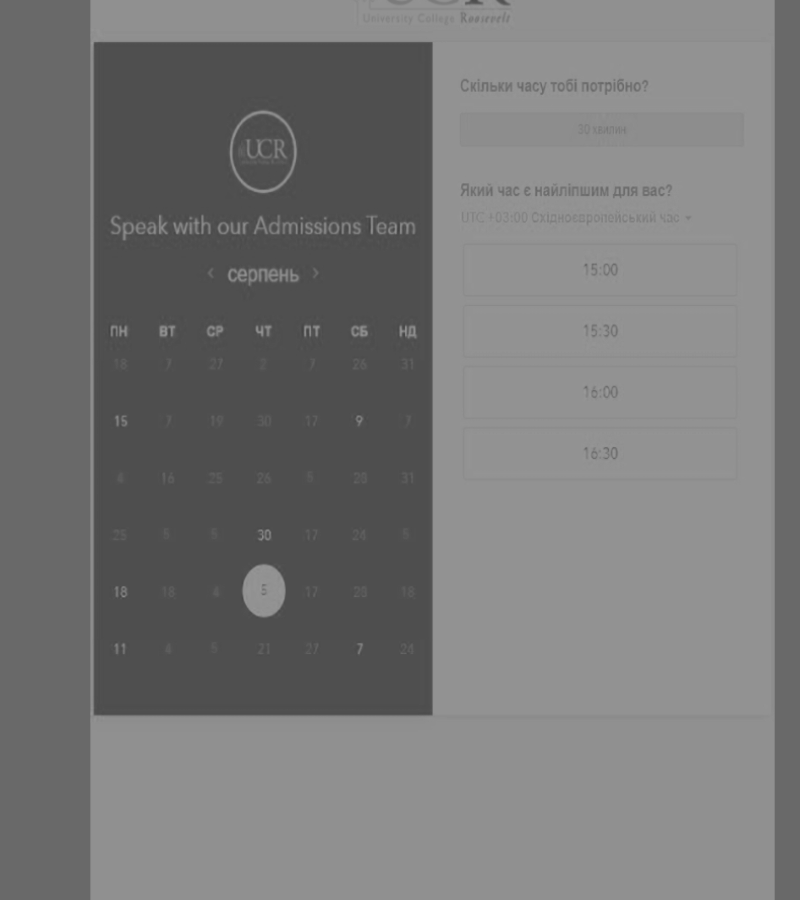 University College Roosevelt
UCR
Speak with our Admissions Team
‹ серпень ›
ПН ВТ СР ЧТ ПТ СБ НД
18 7 27 2 7 26 31
15 7 19 30 17 9 7
16 25 26 5 28 31
25 5 5 30 17 24 5
18 18 4 5 17 28 18
11 5 21 27 7 24
Скільки часу тобі потрібно?
30 хвилин
Який час є найліпшим для вас?
UTC +03:00 Східноєвропейський час
15:00
15:30
16:00
16:30